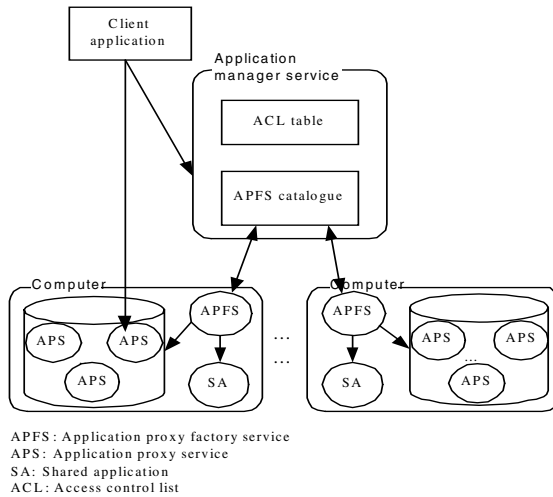 Client
application
Application
manager service
ACL table
APFS catalogue
Computer
Computer
APFS
APFS
APS
APS
...
APS
APS
...
...
APS
SA
SA
APS
APFS: Application proxy factory service
APS: Application proxy service
SA: Shared application
ACL: Access control list